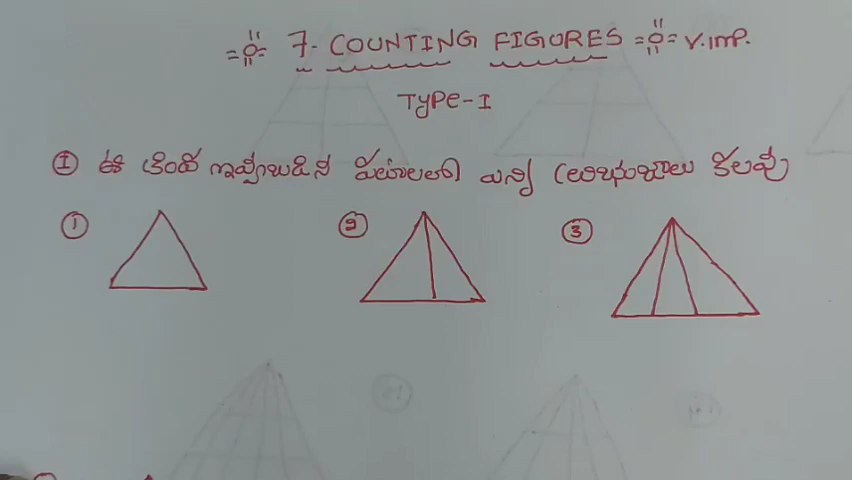 7. COUNTING FIGURES V.Imp.
TYPE-I
I ఈ క్రింది ఇవ్వబడిన పటాలలో ఎన్ని త్రిభుజాలు కలవు
1 2 3